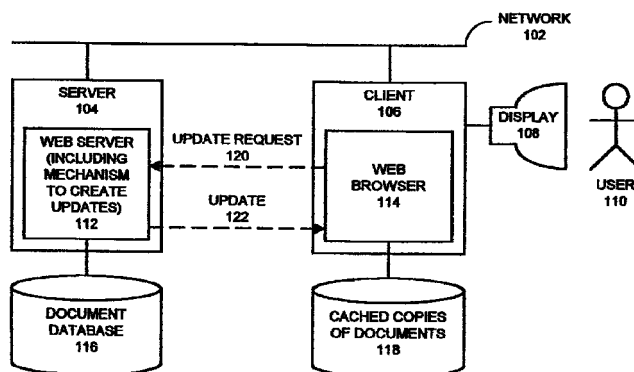 NETWORK
102
SERVER
104
WEB SERVER
(INCLUDING
MECHANISM
TO CREATE
UPDATES)
112
UPDATE REQUEST
120
UPDATE
122
CLIENT
106
WEB
BROWSER
114
DISPLAY
108
USER
110
DOCUMENT
DATABASE
116
CACHED COPIES
OF DOCUMENTS
118